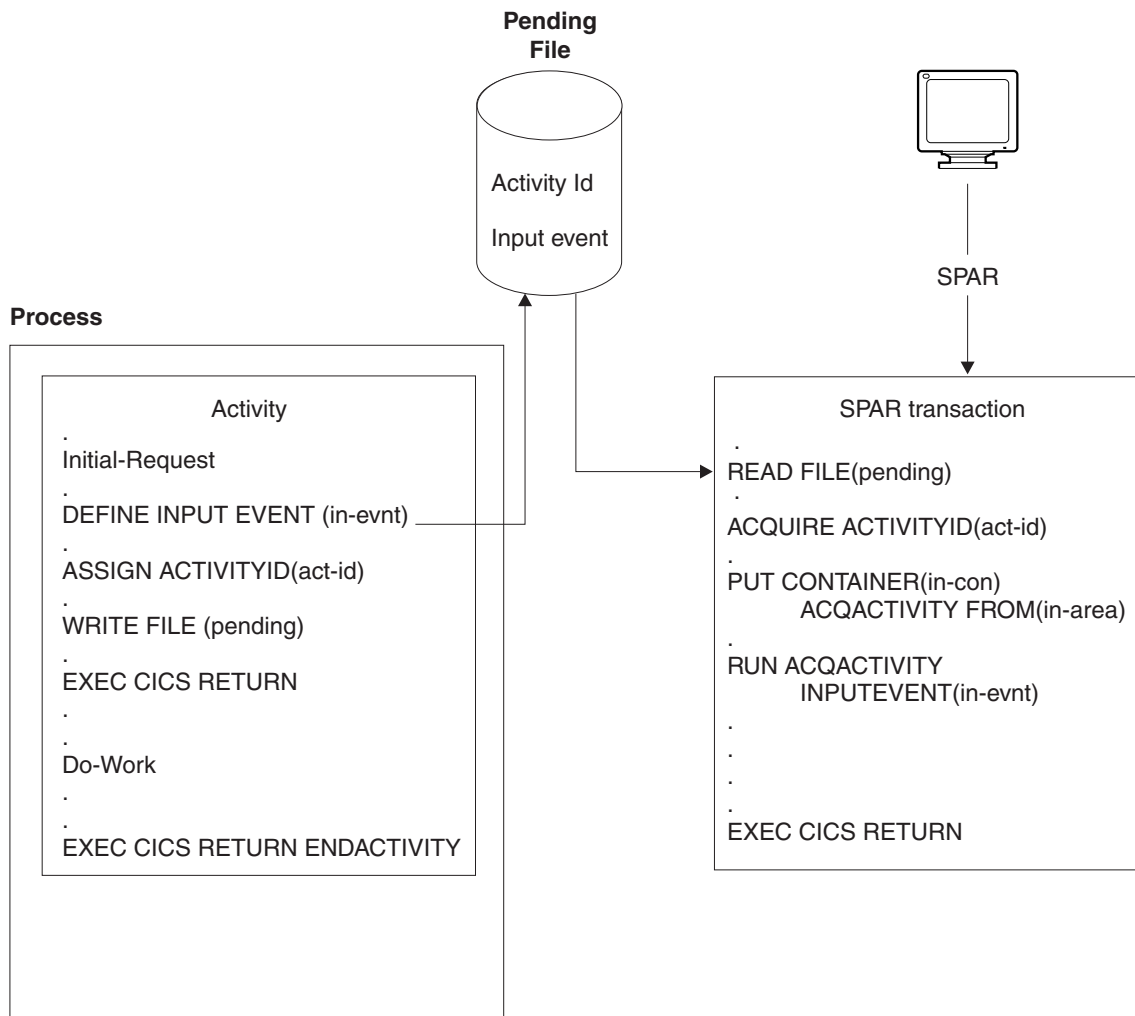 Pending
File
Activity Id
Input event
SPAR
Process
Activity
.
Initial-Request
.
DEFINE INPUT EVENT (in-evnt)
.
ASSIGN ACTIVITYID(act-id)
.
WRITE FILE (pending)
.
EXEC CICS RETURN
.
.
Do-Work
.
.
EXEC CICS RETURN ENDACTIVITY
SPAR transaction
.
READ FILE(pending)
.
ACQUIRE ACTIVITYID(act-id)
.
PUT CONTAINER(in-con)
ACQACTIVITY FROM(in-area)
.
RUN ACQACTIVITY
INPUTEVENT(in-evnt)
.
.
.
.
EXEC CICS RETURN